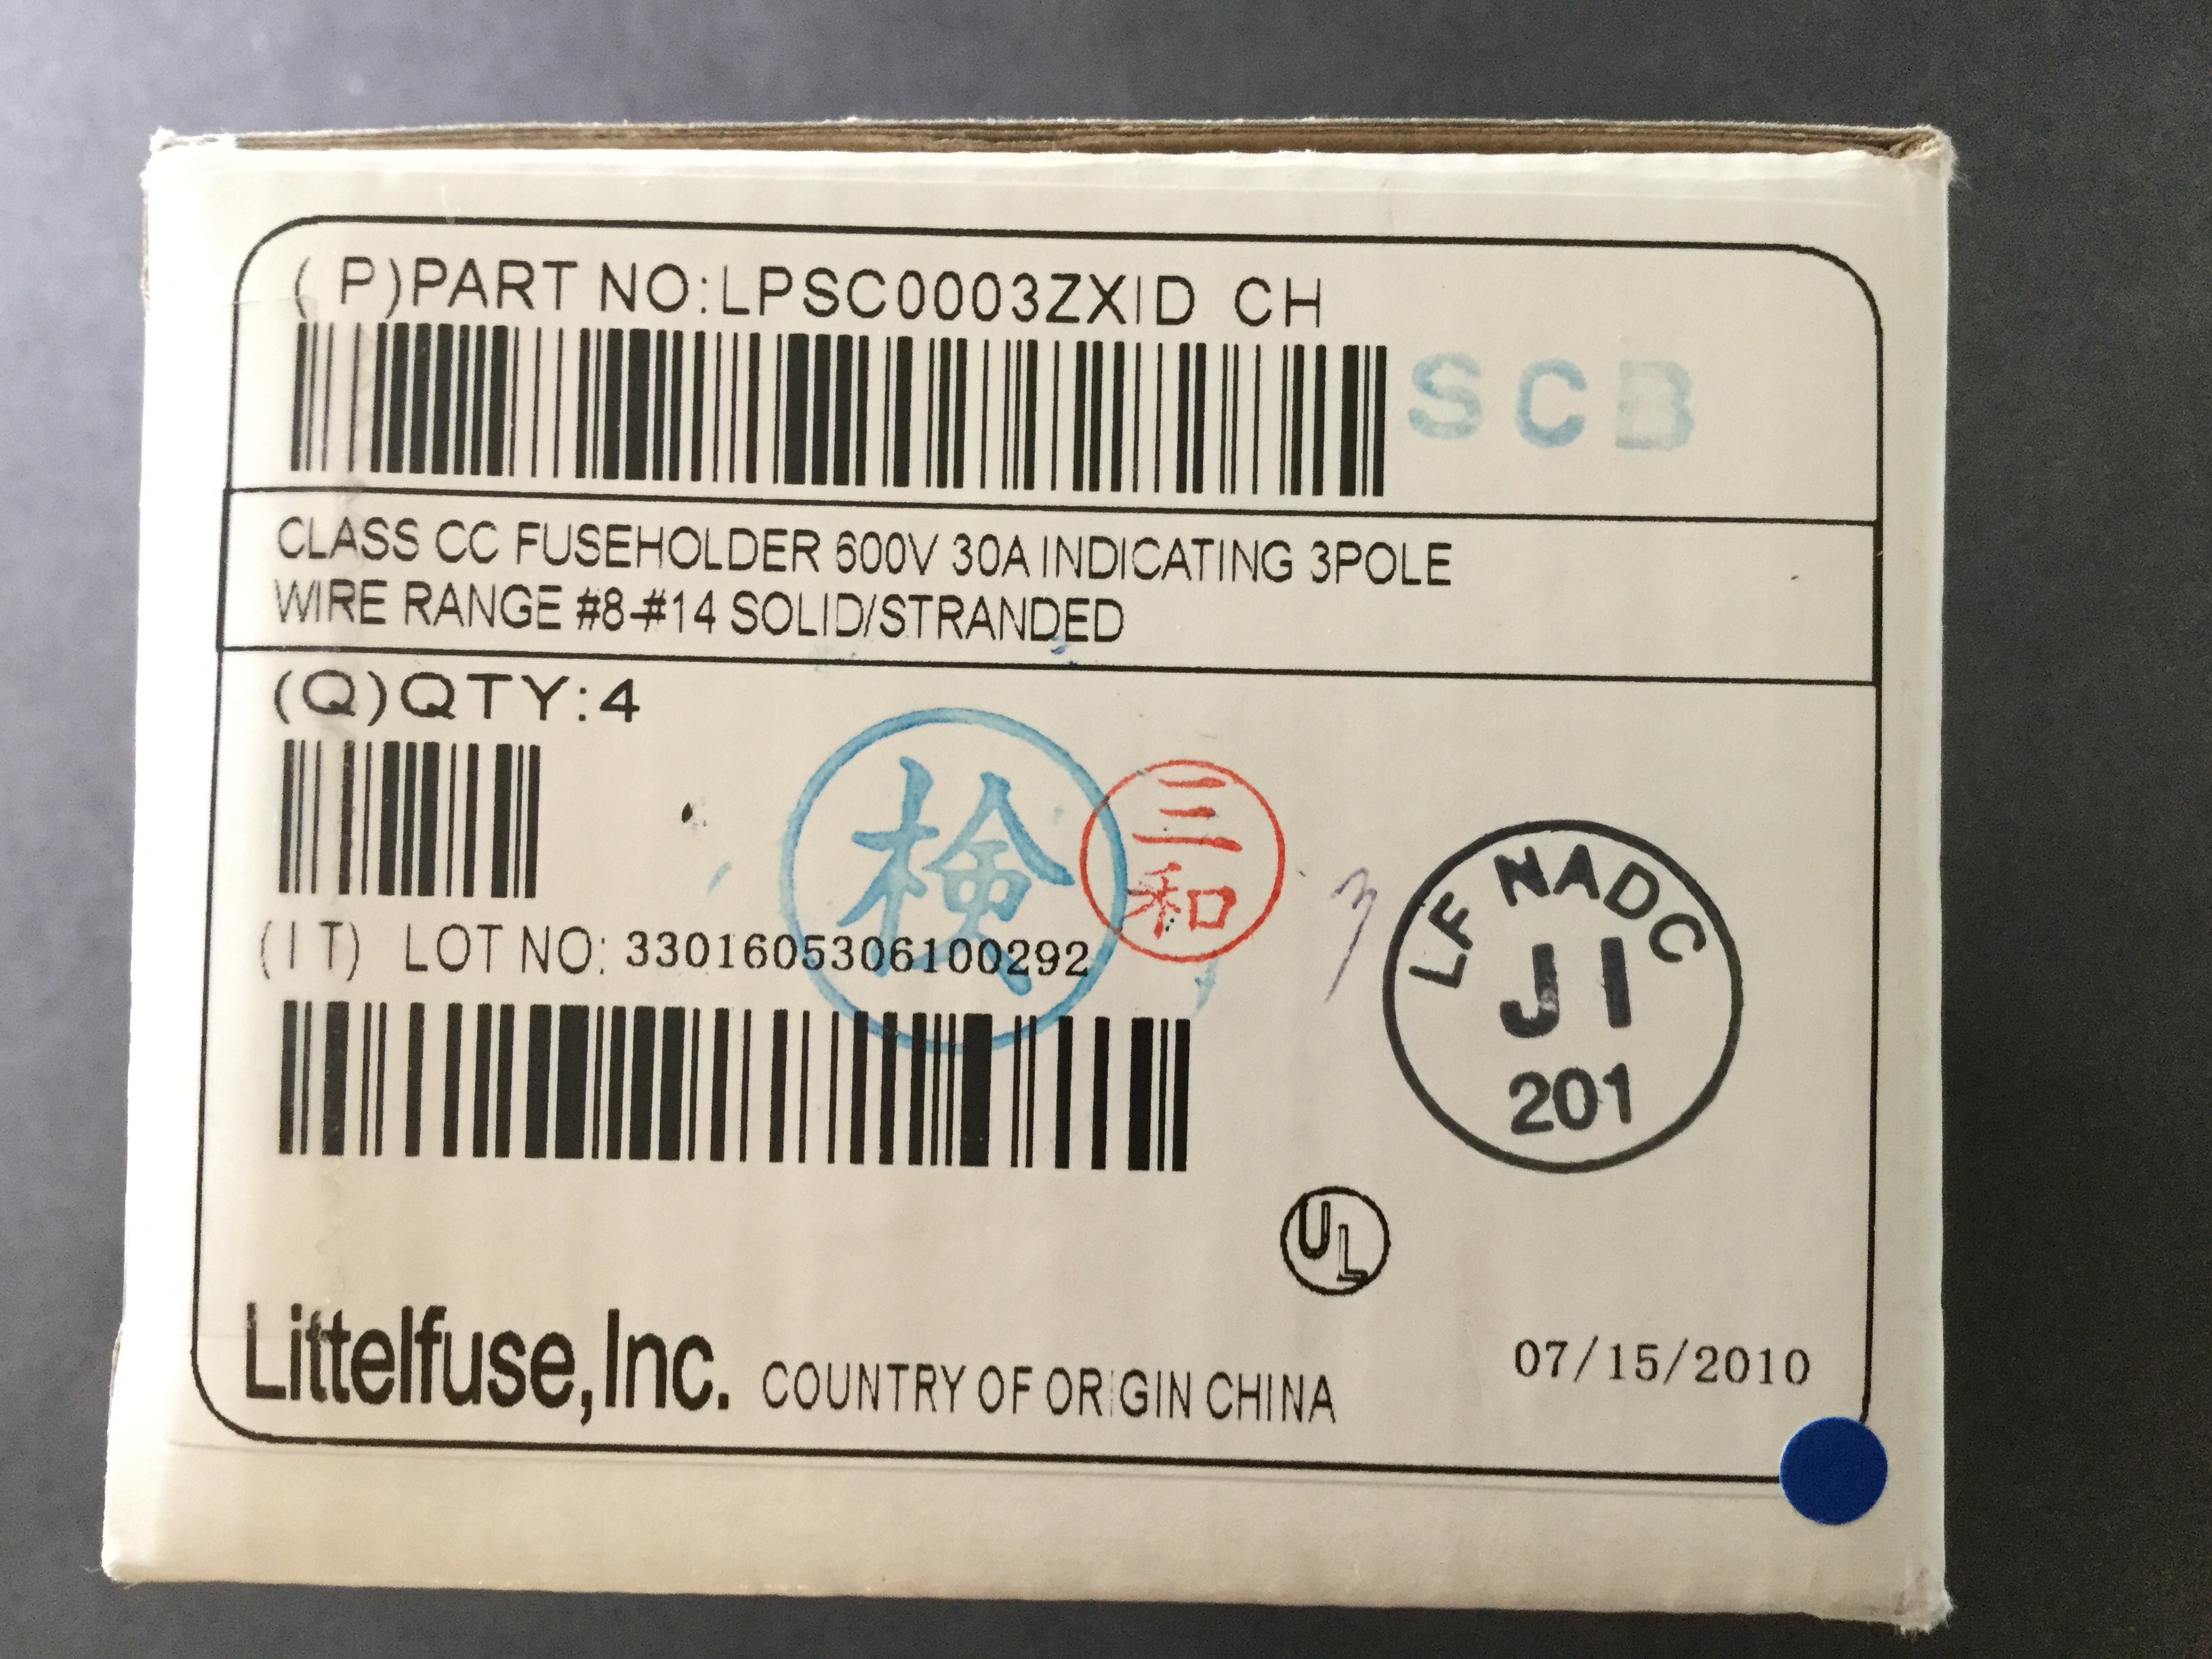 ( P)PART NO:LPSC0003ZXID CH
SCB
CLASS CC FUSEHOLDER 600V 30A INDICATING 3POLE
WIRE RANGE #8-#14 SOLID/STRANDED
(Q)QTY:4
検
三和
3
LF NADC
J1
201
(IT) LOT NO: 3301605306100292
UL
Littelfuse,Inc. COUNTRY OF ORIGIN CHINA
07/15/2010